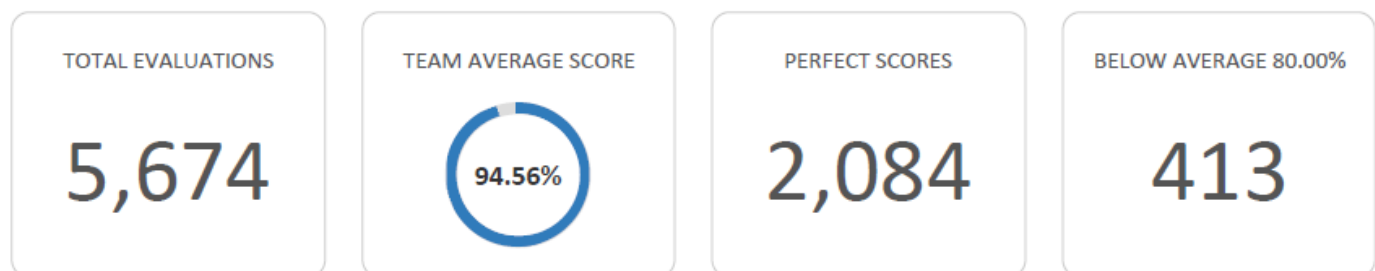 TOTAL EVALUATIONS
5,674
TEAM AVERAGE SCORE
94.56%
PERFECT SCORES
2,084
BELOW AVERAGE 80.00%
413